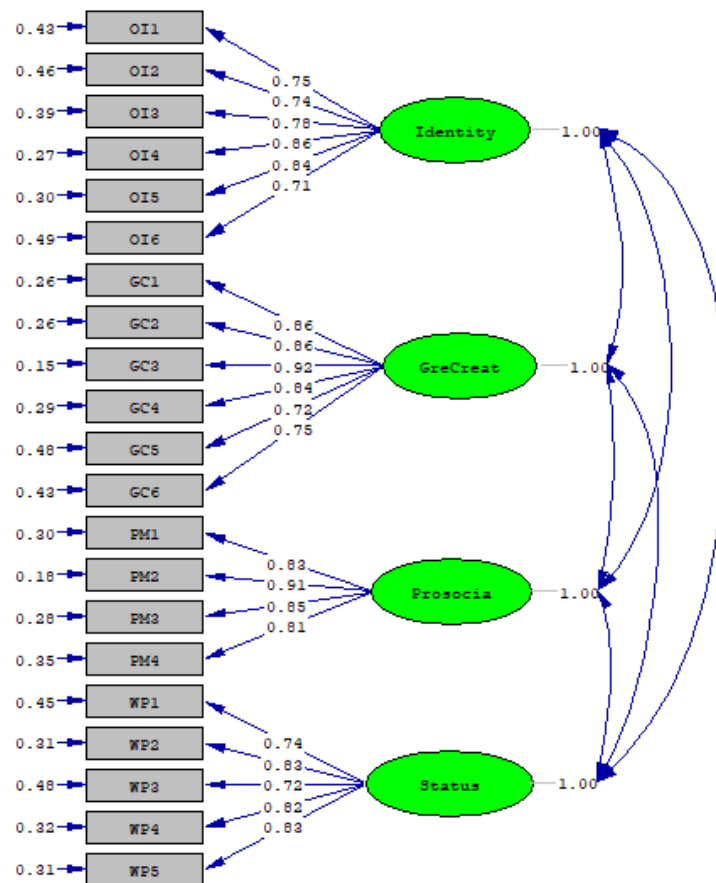 0.43 OI1
0.75
0.46 OI2
0.74
0.39 OI3
0.78
Identity 1.00
0.27 OI4
0.86
0.30 OI5
0.84
0.71
0.49 OI6
0.26 GC1
0.86
0.26 GC2
0.86
0.15 GC3
0.92
GreCreat 1.00
0.29 GC4
0.84
0.72
0.48 GC5
0.75
0.43 GC6
0.30 PM1
0.83
0.18 PM2
0.91
Prosocia 1.00
0.28 PM3
0.85
0.81
0.35 PM4
0.45 WP1
0.74
0.31 WP2
0.83
0.48 WP3
0.72
Status 1.00
0.32 WP4
0.82
0.83
0.31 WP5